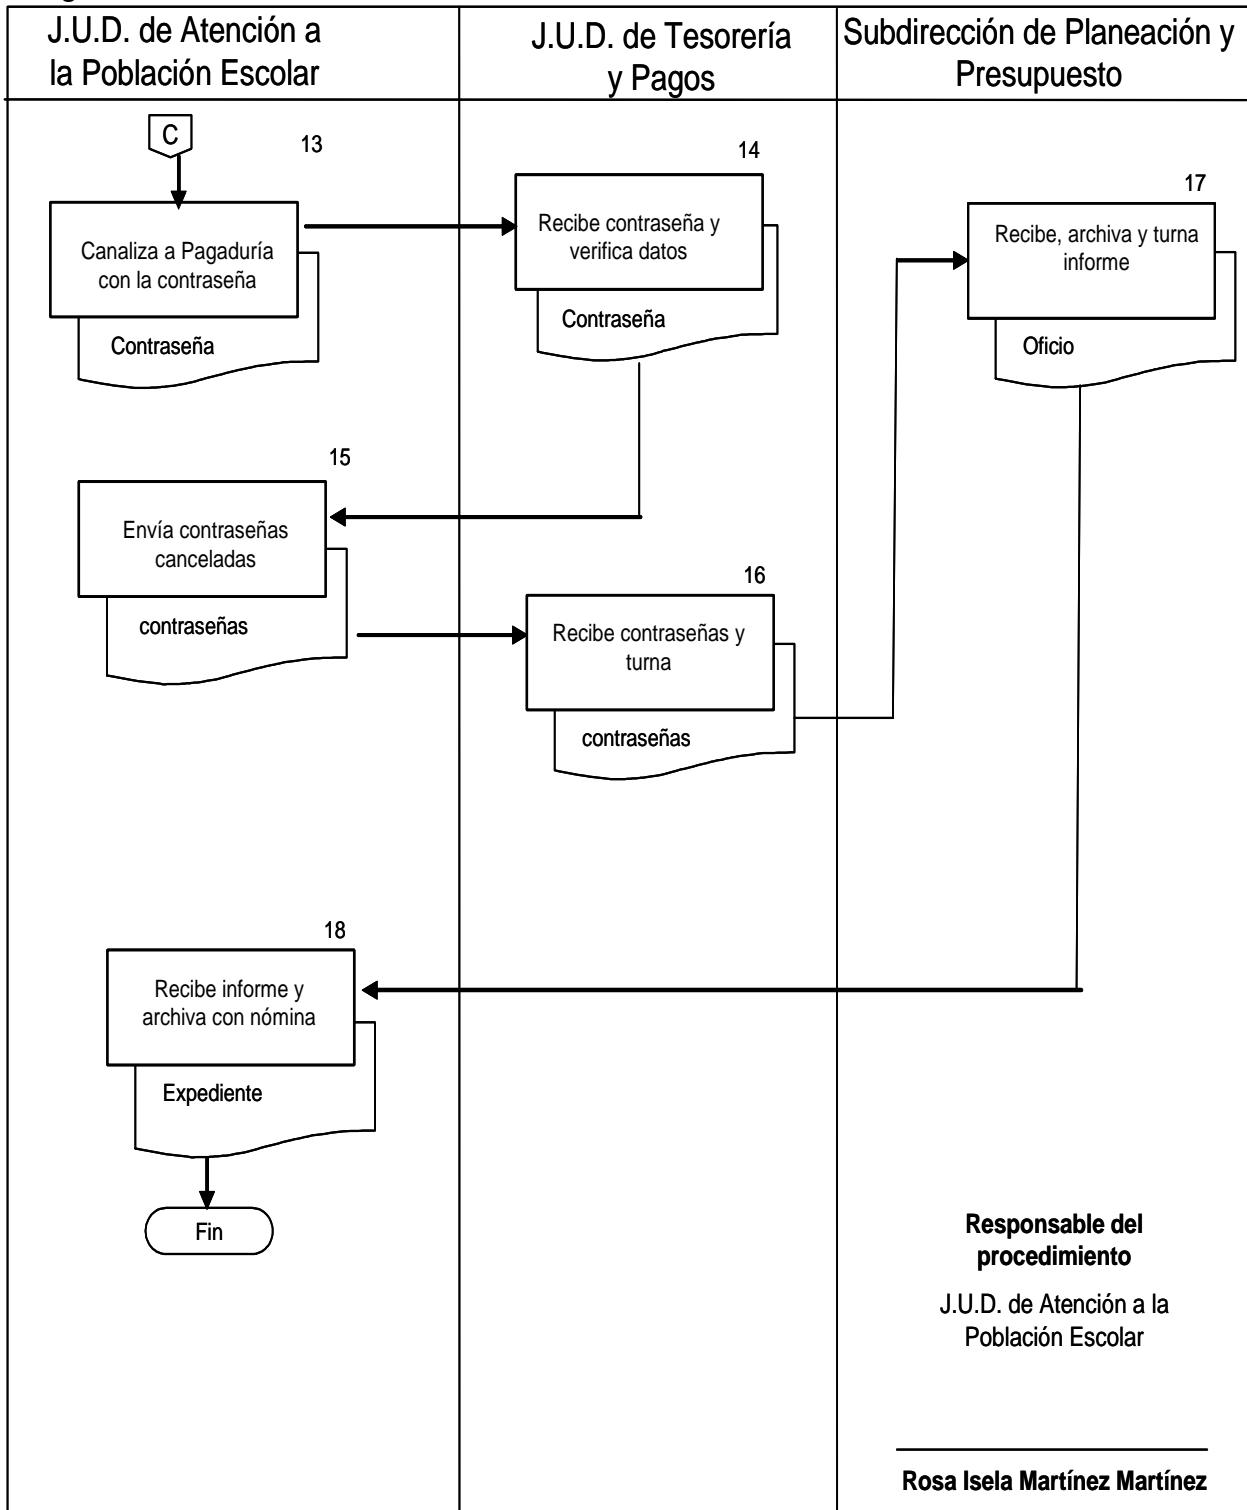 J.U.D. de Atención a
la Población Escolar
J.U.D. de Tesorería
y Pagos
Subdirección de Planeación y
Presupuesto
C
13
Canaliza a Pagaduría
con la contraseña
Contraseña
14
Recibe contraseña y
verifica datos
Contraseña
17
Recibe, archiva y turna
informe
Oficio
15
Envía contraseñas
canceladas
contraseñas
16
Recibe contraseñas y
turna
contraseñas
18
Recibe informe y
archiva con nómina
Expediente
Fin
Responsable del
procedimiento
J.U.D. de Atención a la
Población Escolar
Rosa Isela Martínez Martínez